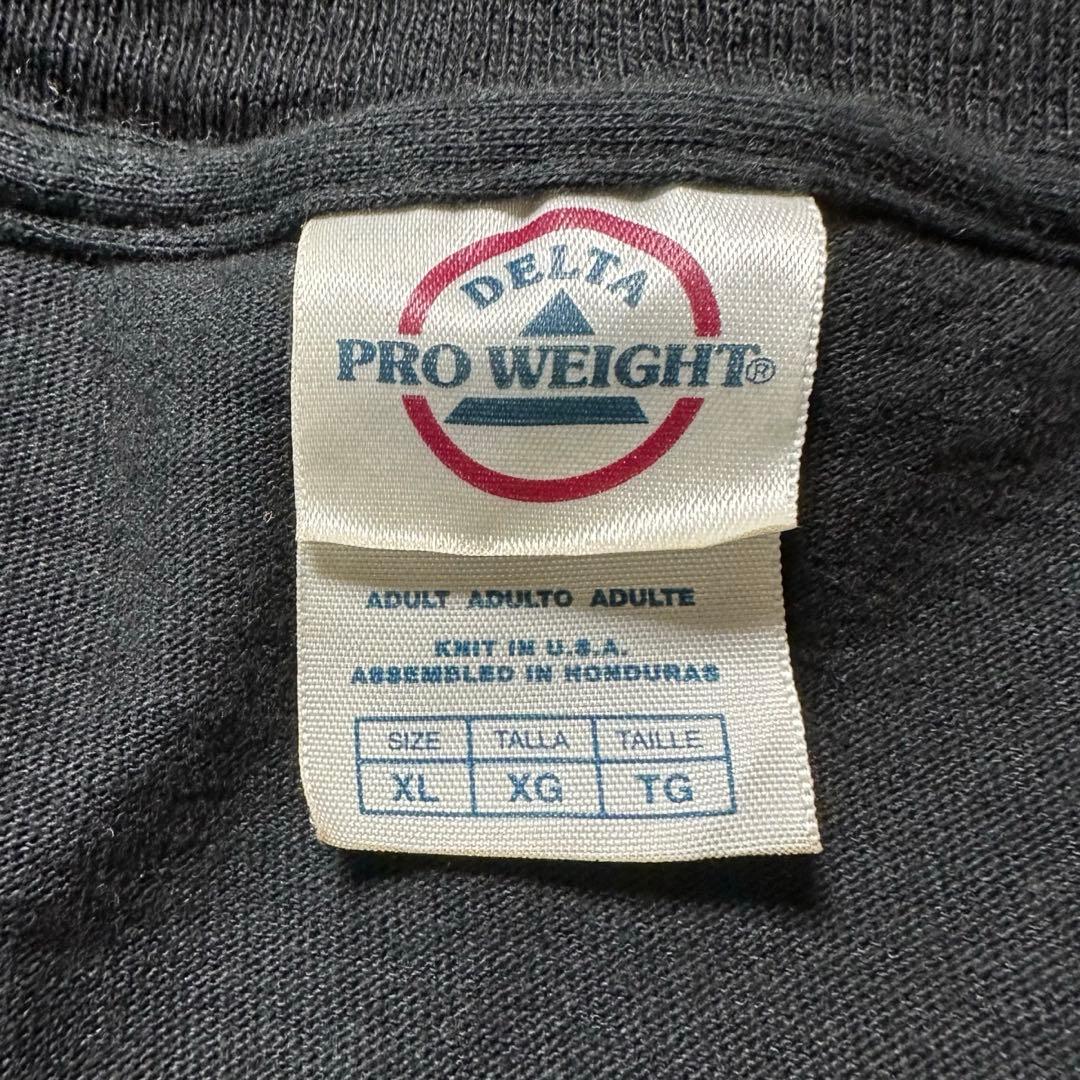 DELTA
PRO WEIGHT®
ADULT ADULTO ADULTE
KNIT IN U.S.A.
ASSEMBLED IN HONDURAS
SIZE TALLA TAILLE
XL XG TG